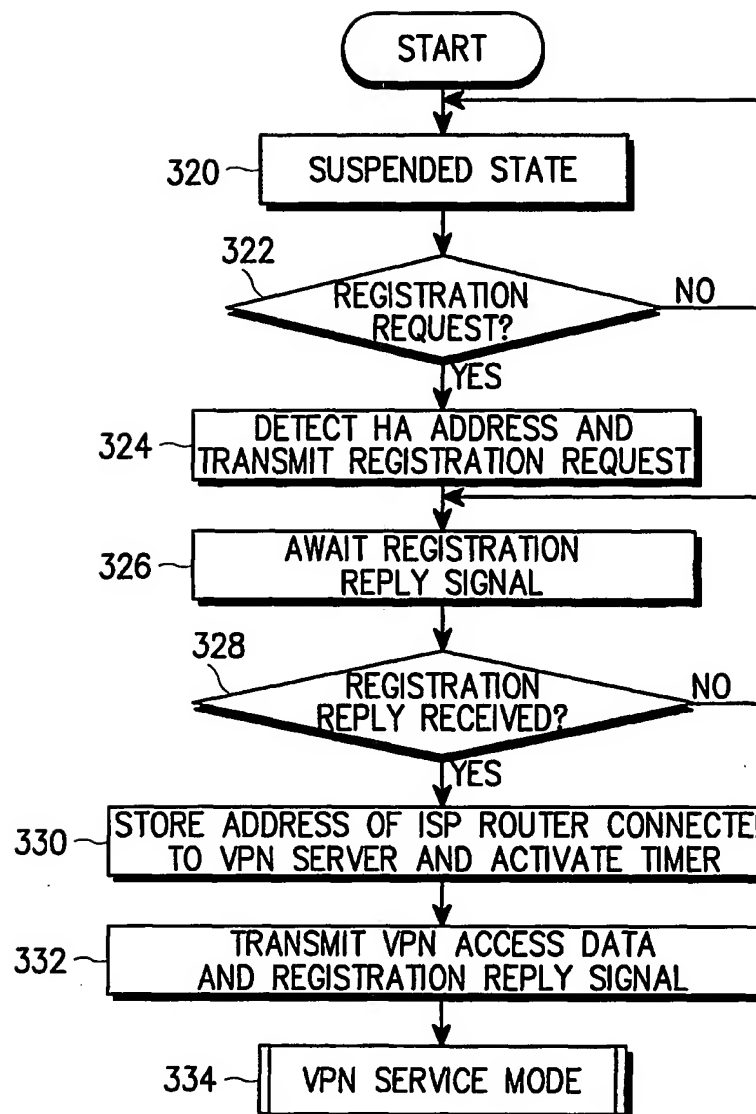 START
320
SUSPENDED STATE
322
REGISTRATION
REQUEST?
NO
YES
324
DETECT HA ADDRESS AND
TRANSMIT REGISTRATION REQUEST
326
AWAIT REGISTRATION
REPLY SIGNAL
328
REGISTRATION
REPLY RECEIVED?
NO
YES
330
STORE ADDRESS OF ISP ROUTER CONNECTE
TO VPN SERVER AND ACTIVATE TIMER
332
TRANSMIT VPN ACCESS DATA
AND REGISTRATION REPLY SIGNAL
334
VPN SERVICE MODE